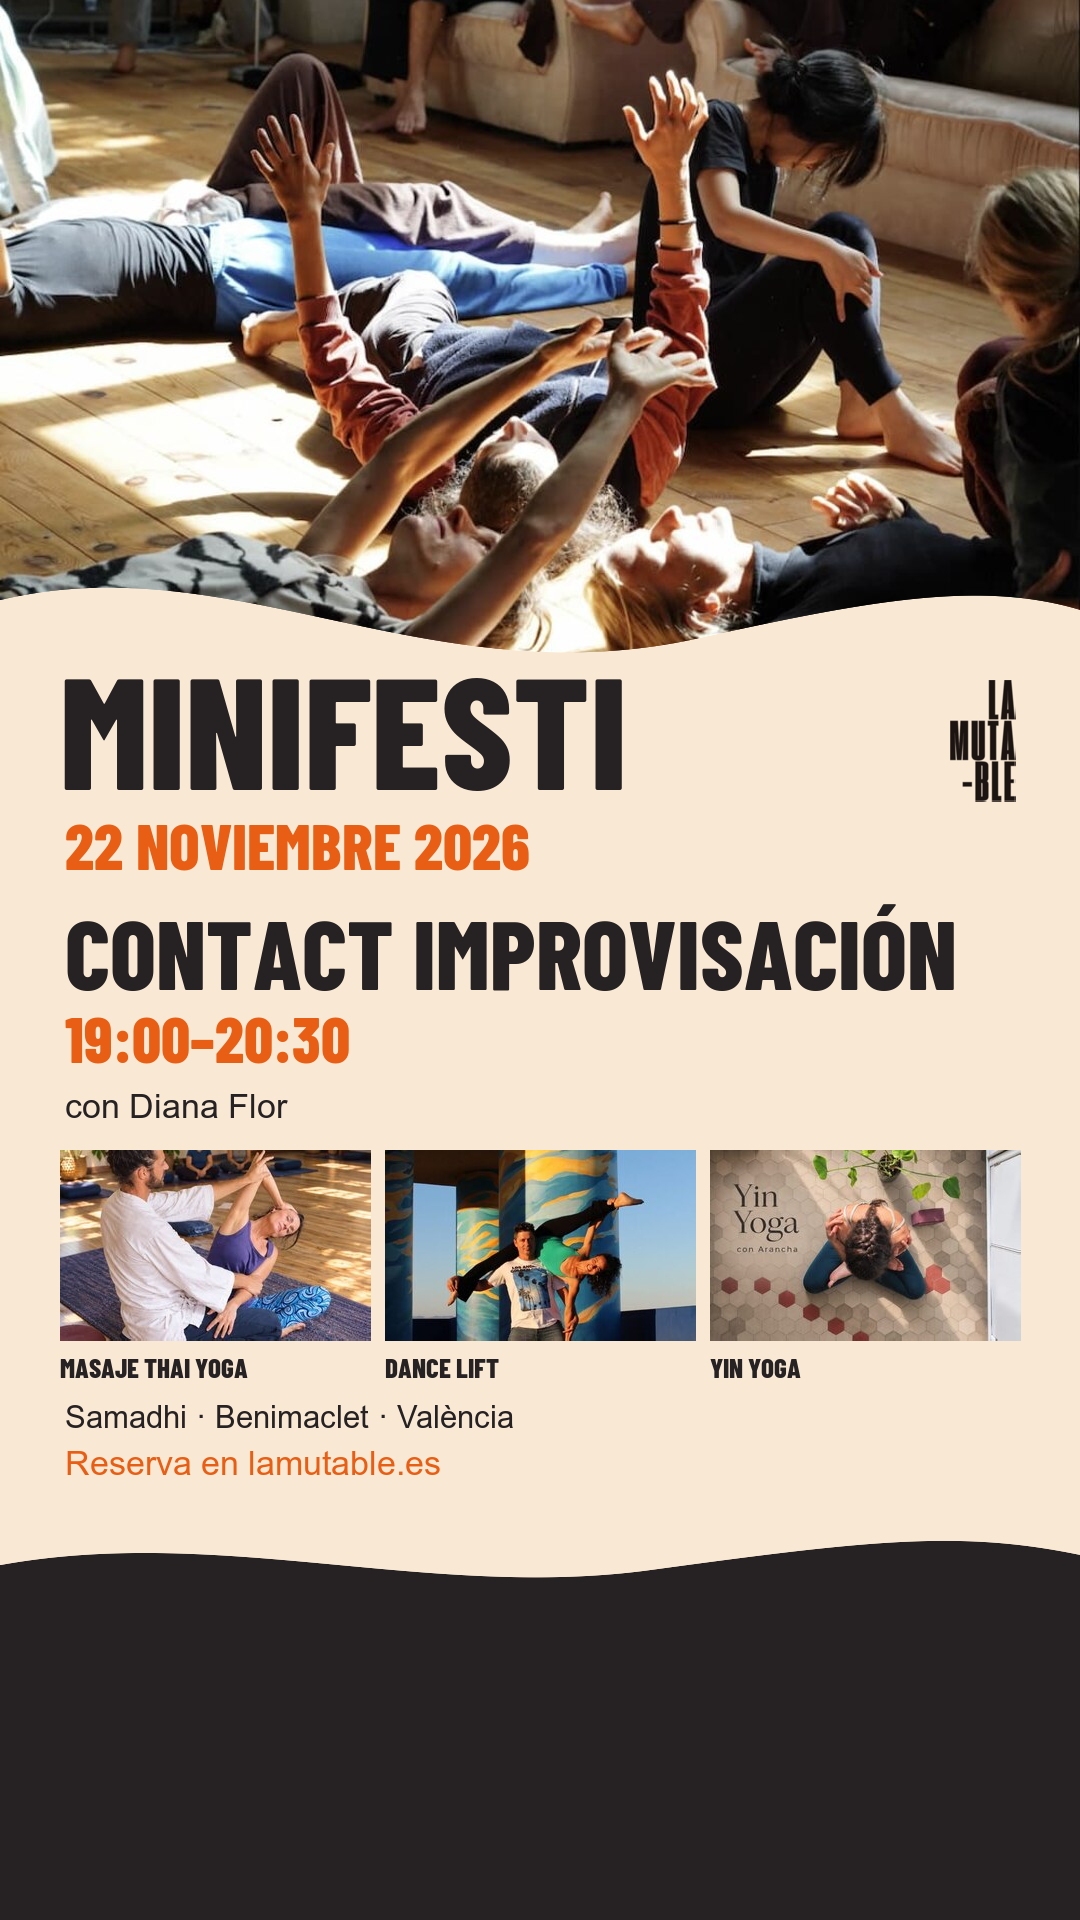 MINIFESTI
LA
MUTA
-BLE
22 NOVIEMBRE 2026
CONTACT IMPROVISACIÓN
19:00–20:30
con Diana Flor
Yin
Yoga
con Arancha
MASAJE THAI YOGA
DANCE LIFT
YIN YOGA
Samadhi · Benimaclet · València
Reserva en lamutable.es